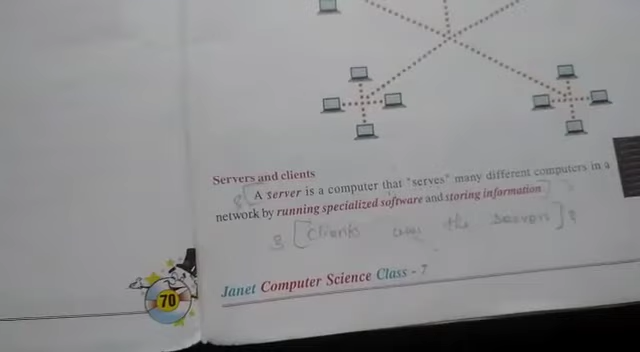 Servers and clients
A server is a computer that "serves" many different computers in a
network by running specialized software and storing information
[clients the server]
70
Janet Computer Science Class - 7